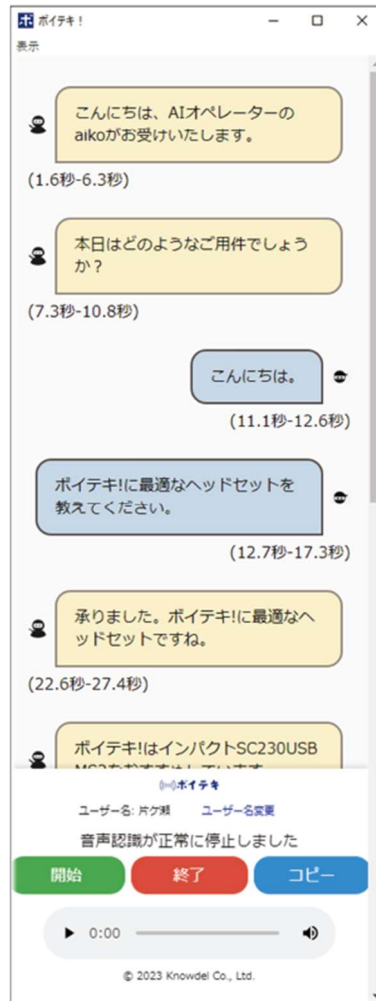 ボイテキ！
表示
こんにちは、AIオペレーターの
aikoがお受けいたします。
(1.6秒-6.3秒)
本日はどのようなご用件でしょう
か？
(7.3秒-10.8秒)
こんにちは。
(11.1秒-12.6秒)
ボイテキ!に最適なヘッドセットを
教えてください。
(12.7秒-17.3秒)
承りました。ボイテキ!に最適なヘ
ッドセットですね。
(22.6秒-27.4秒)
ボイテキ!はインパクトSC230USB
ボイテキ
ユーザー名: 片ケ瀬 ユーザー名変更
音声認識が正常に停止しました
開始 終了 コピー
0:00
© 2023 Knowdel Co., Ltd.